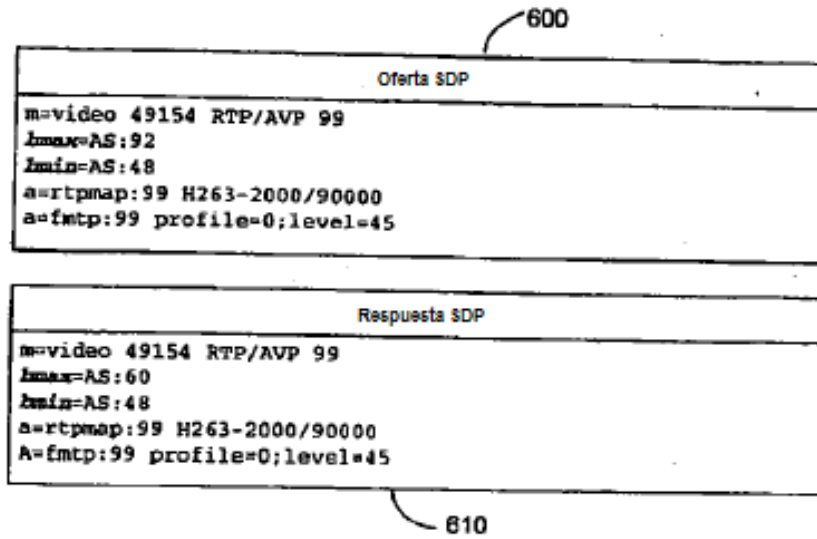 600
Oferta SDP
m=video 49154 RTP/AVP 99
bmax=AS:92
bmin=AS:48
a=rtpmap:99 H263-2000/90000
a=fmtp:99 profile=0;level=45
Respuesta SDP
m=video 49154 RTP/AVP 99
bmax=AS:60
bmin=AS:48
a=rtpmap:99 H263-2000/90000
A=fmtp:99 profile=0;level=45
610